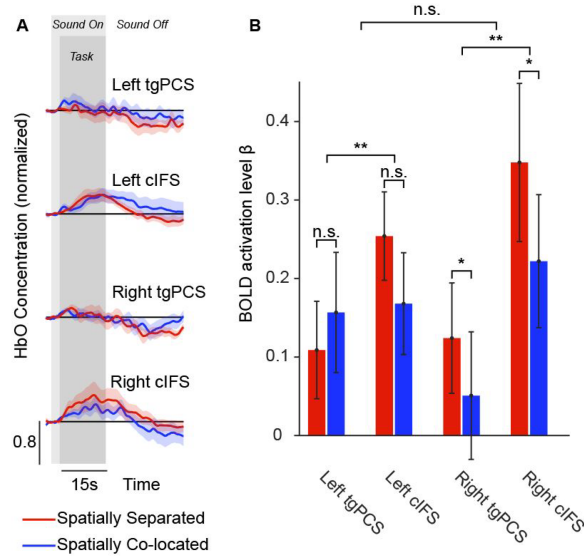 A
Sound On
Sound Off
Task
Left tgPCS
Left cIFS
Right tgPCS
Right cIFS
HbO Concentration (normalized)
0.8
15s
Time
Spatially Separated
Spatially Co-located
B
n.s.
**
*
**
n.s.
n.s.
*
BOLD activation level β
0.4
0.3
0.2
0.1
0
Left tgPCS
Left cIFS
Right tgPCS
Right cIFS